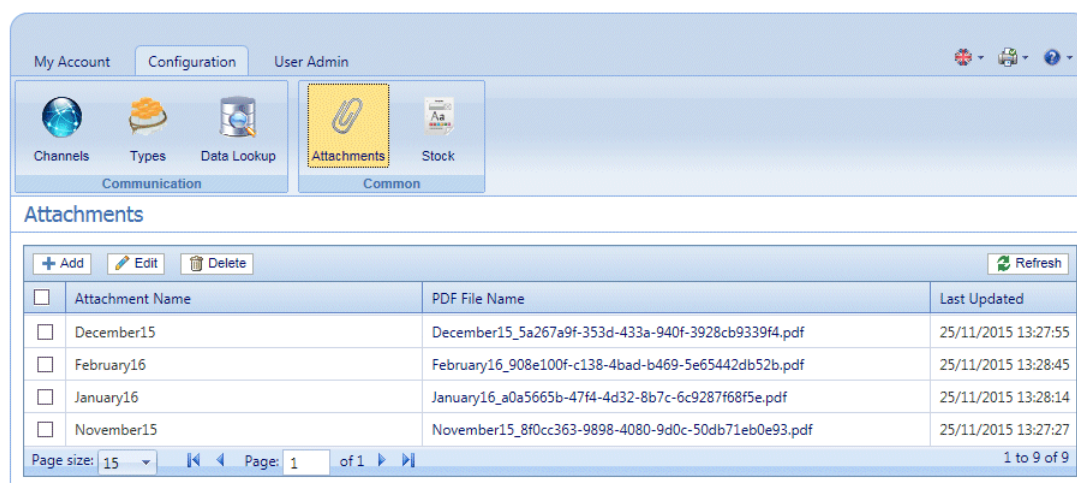 My Account Configuration User Admin
Aa
Channels Types Data Lookup Attachments Stock
Communication Common
Attachments
Add Edit Delete Refresh
Attachment Name PDF File Name Last Updated
December15 December15_5a267a9f-353d-433a-940f-3928cb9339f4.pdf 25/11/2015 13:27:55
February16 February16_908e100f-c138-4bad-b469-5e65442db52b.pdf 25/11/2015 13:28:45
January16 January16_a0a5665b-47f4-4d32-8b7c-6c9287f68f5e.pdf 25/11/2015 13:28:14
November15 November15_8f0cc363-9898-4080-9d0c-50db71eb0e93.pdf 25/11/2015 13:27:27
Page size: 15 Page: 1 of 1 1 to 9 of 9